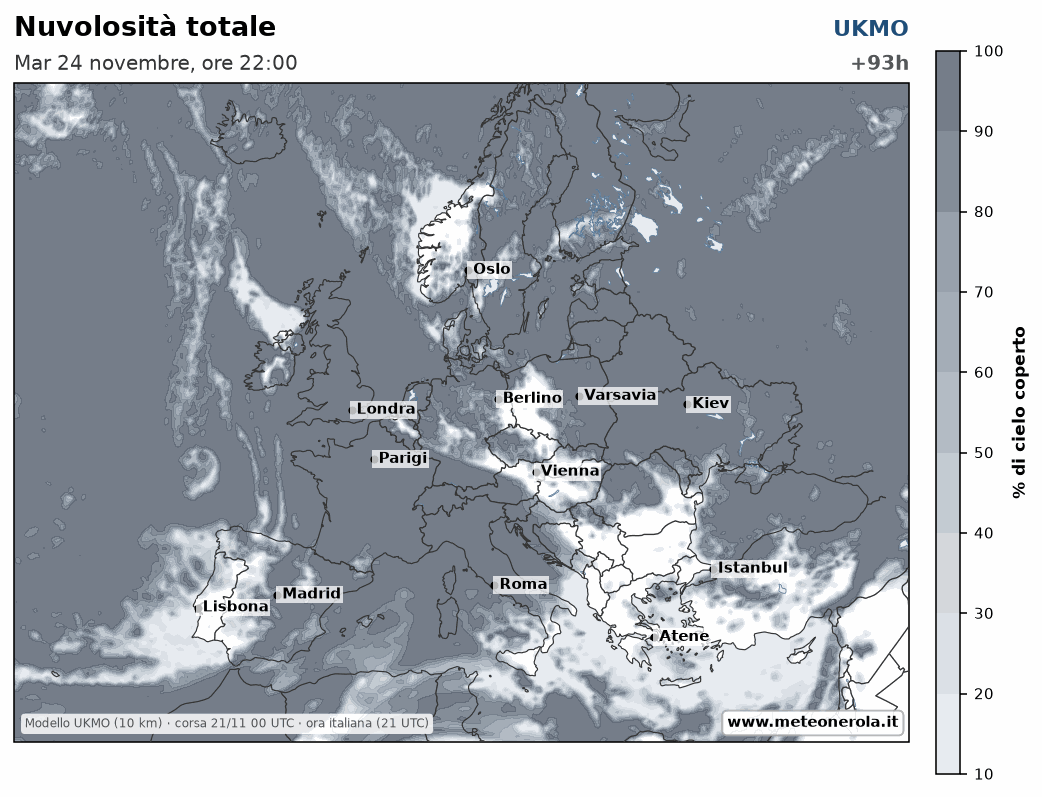 Nuvolosità totale
UKMO
Mar 24 novembre, ore 22:00
+93h
100
90
80
70
60
50
40
30
20
10
% di cielo coperto
Oslo
Berlino
Varsavia
Kiev
Londra
Parigi
Vienna
Istanbul
Roma
Madrid
Lisbona
Atene
Modello UKMO (10 km) · corsa 21/11 00 UTC · ora italiana (21 UTC)
www.meteonerola.it